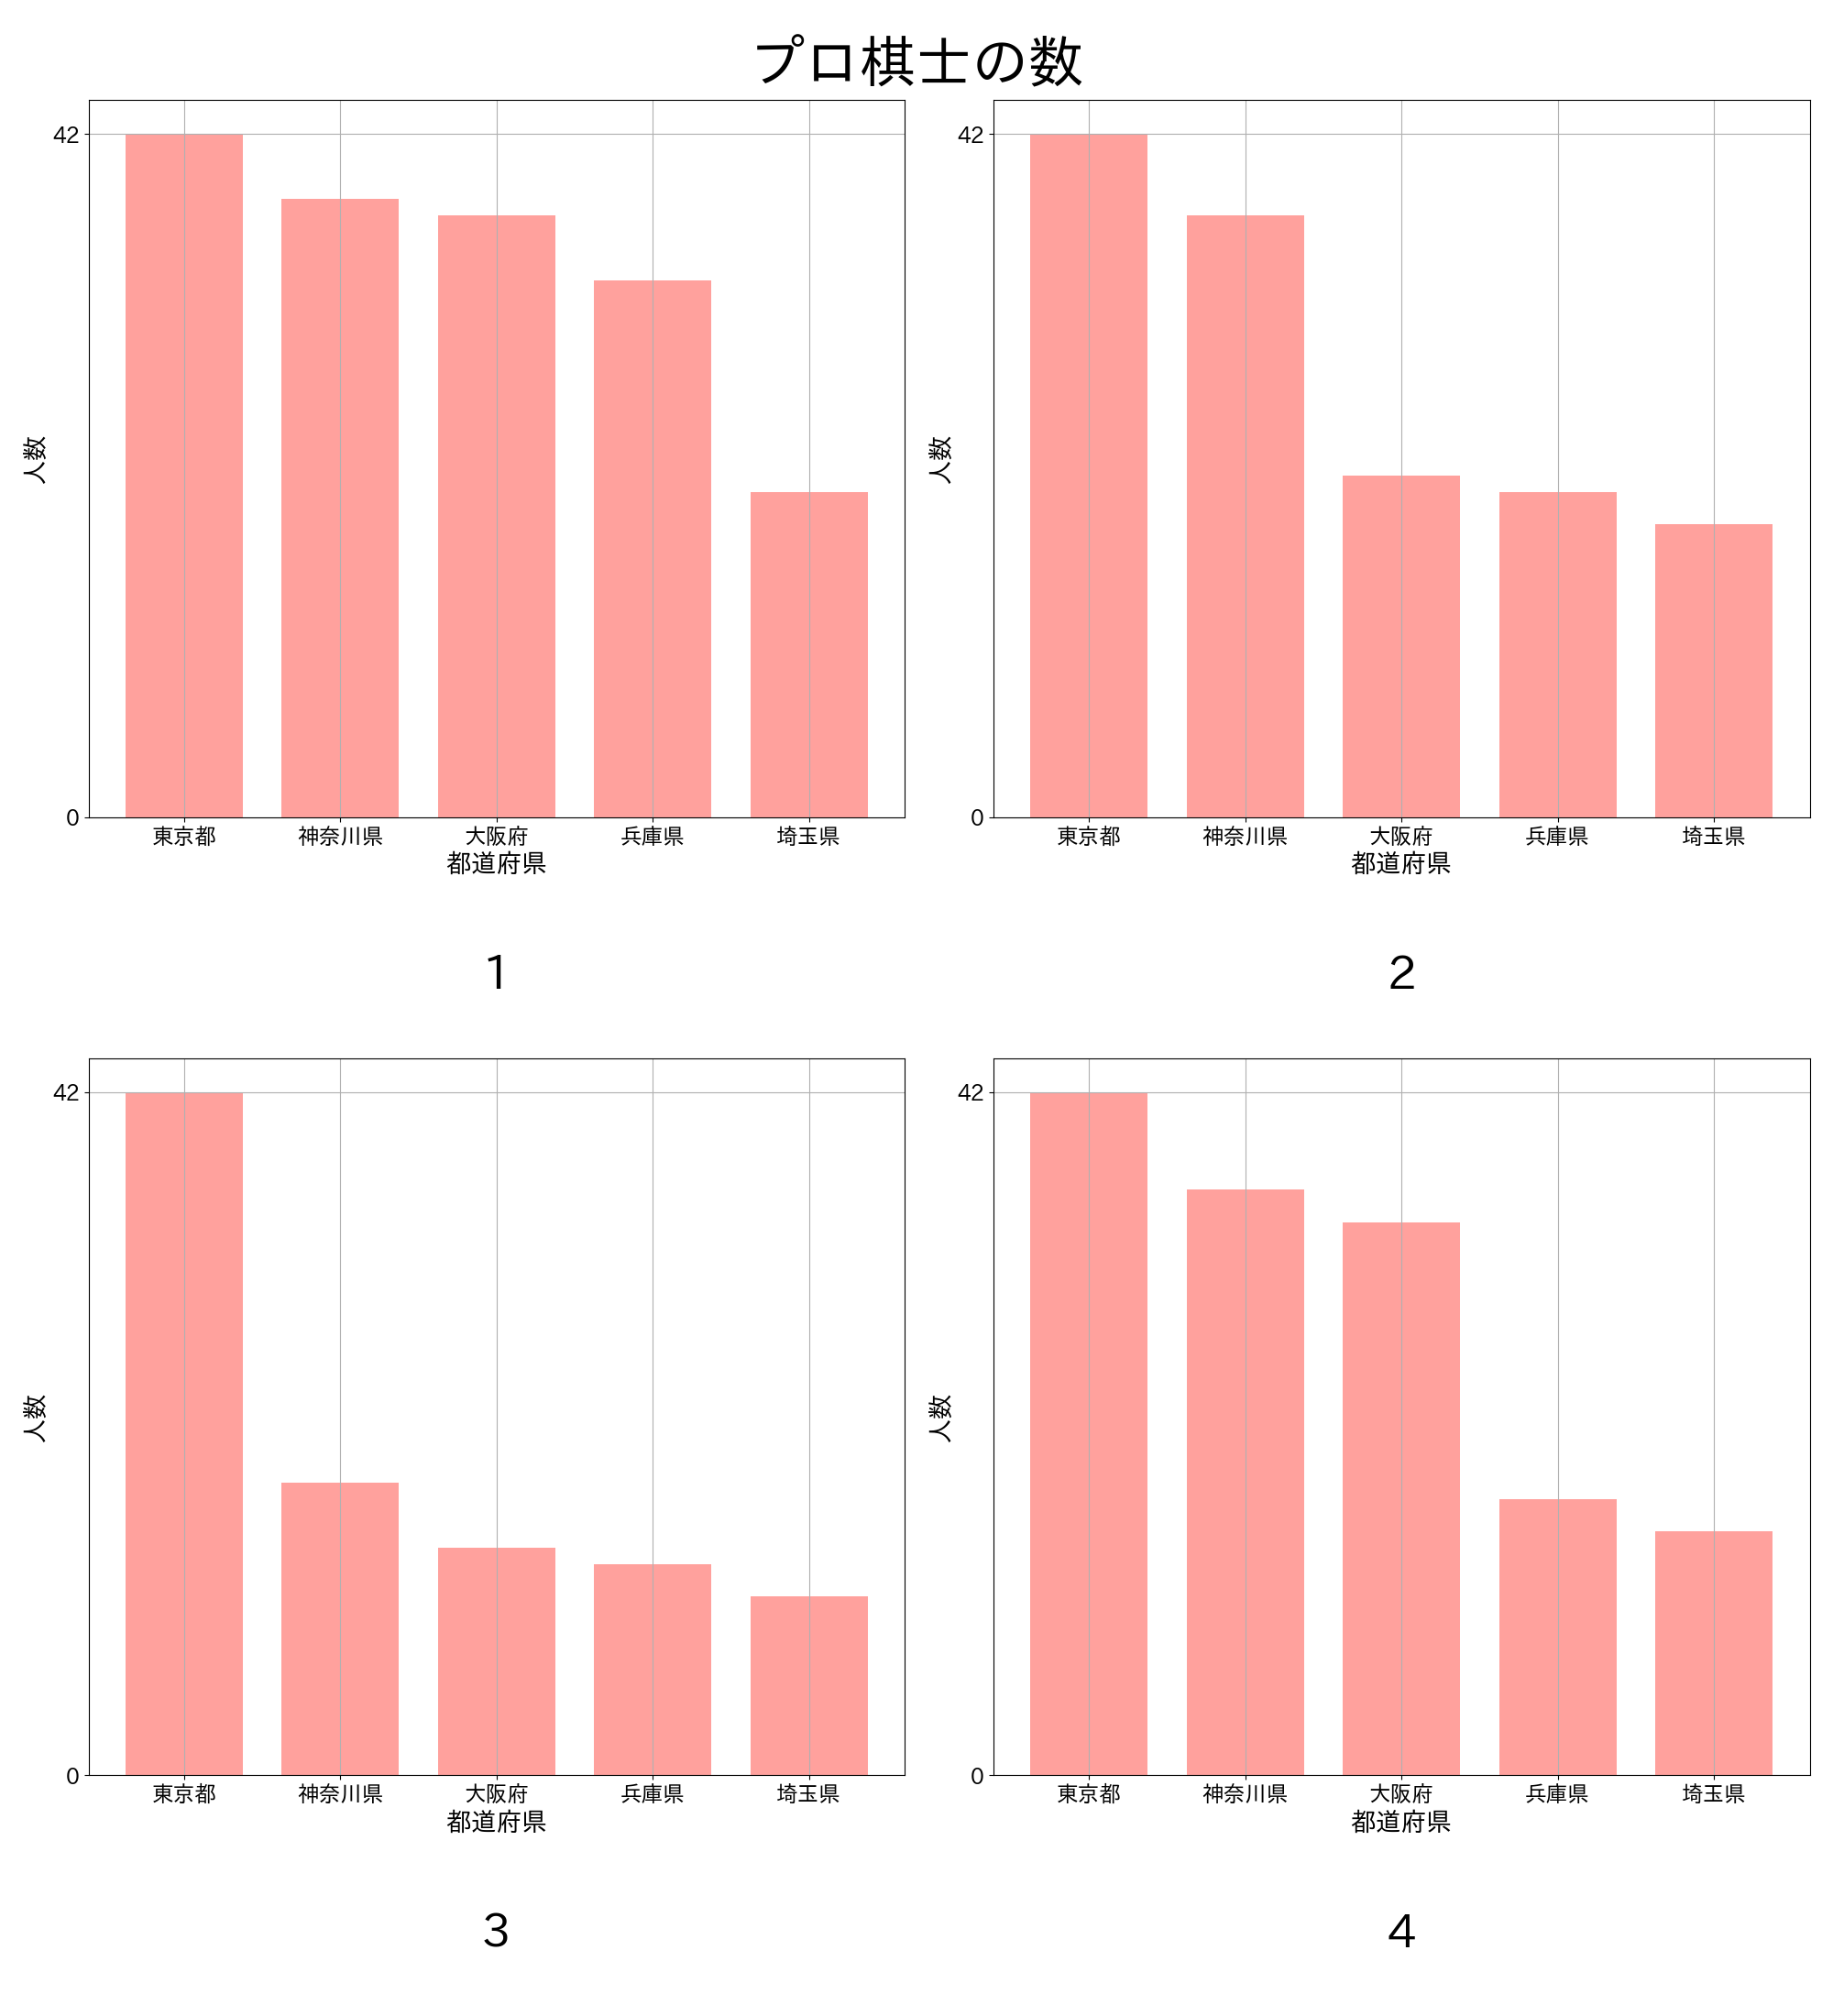 プロ棋士の数
42
0
人数
東京都 神奈川県 大阪府 兵庫県 埼玉県
都道府県
1
42
0
人数
東京都 神奈川県 大阪府 兵庫県 埼玉県
都道府県
2
42
0
人数
東京都 神奈川県 大阪府 兵庫県 埼玉県
都道府県
3
42
0
人数
東京都 神奈川県 大阪府 兵庫県 埼玉県
都道府県
4